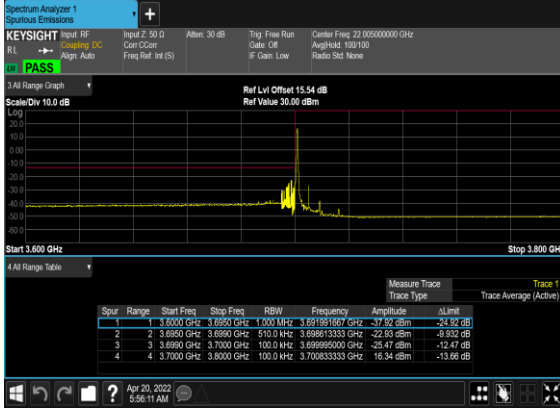 Spectrum Analyzer 1
Spurious Emissions
+
KEYSIGHT Input: RF Input Z: 50 Ω Atten: 30 dB Trig: Free Run Center Freq: 22.005000000 GHz
RL Coupling: DC Corr CCorr Gate: Off Avg|Hold: 100/100
Align: Auto Freq Ref: Int (S) IF Gain: Low Radio Std: None
LXI PASS
3 All Range Graph
Ref Lvl Offset 15.54 dB
Scale/Div 10.0 dB Ref Value 30.00 dBm
Log
20.0
10.0
0.00
-10.0
-20.0
-30.0
-40.0
-50.0
-60.0
Start 3.600 GHz Stop 3.800 GH
4 All Range Table
Measure Trace Trace 1
Trace Type Trace Average (Active)
Spur Range Start Freq Stop Freq RBW Frequency Amplitude ΔLimit
1 1 3.6000 GHz 3.6950 GHz 1.000 MHz 3.691991667 GHz -37.92 dBm -24.92 dB
2 2 3.6950 GHz 3.6990 GHz 510.0 kHz 3.698613333 GHz -22.93 dBm -9.932 dB
3 3 3.6990 GHz 3.7000 GHz 100.0 kHz 3.699995000 GHz -25.47 dBm -12.47 dB
4 4 3.7000 GHz 3.8000 GHz 100.0 kHz 3.700833333 GHz 16.34 dBm -13.66 dB
? Apr 20, 2022
5:56:11 AM